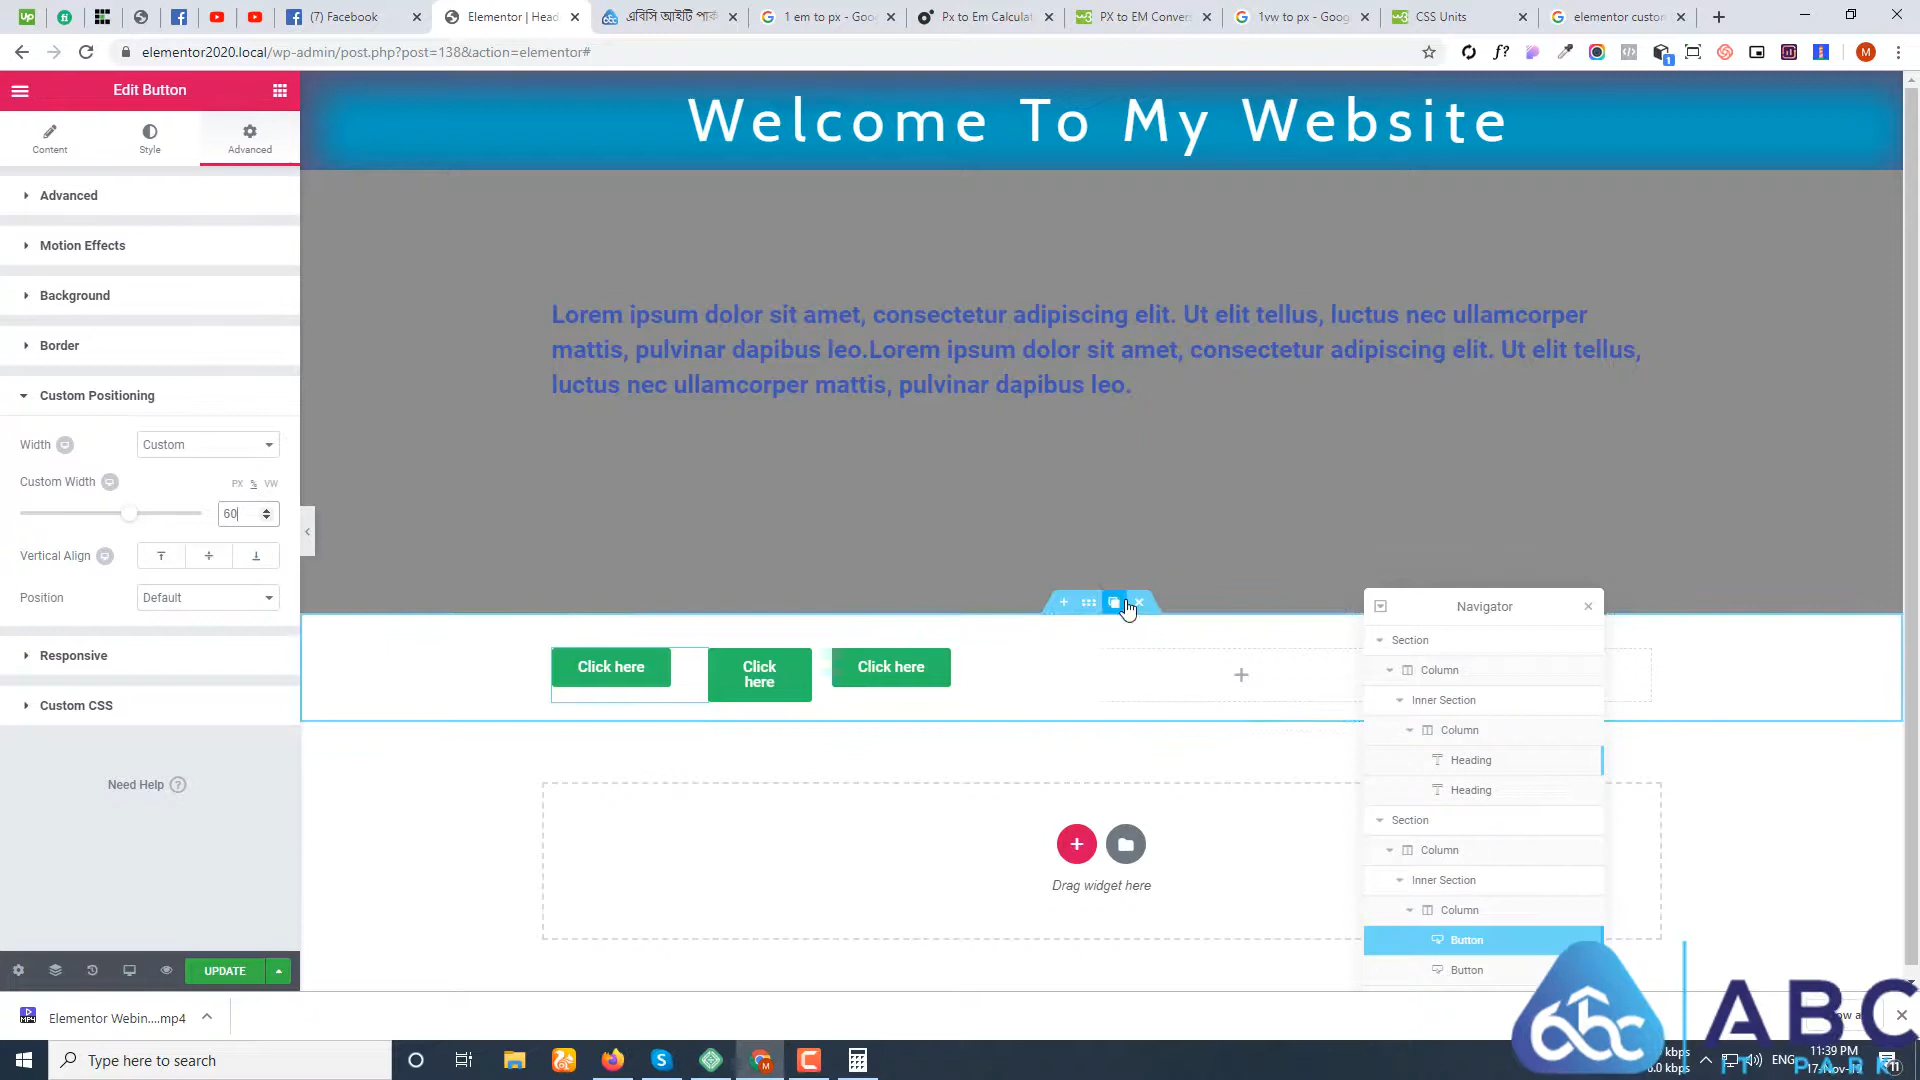 (7) Facebook
Elementor | Head
এবিসি আইটি পার্ক
1 em to px - Goo
Px to Em Calculat
PX to EM Convers
1vw to px - Goog
CSS Units
elementor custom
elementor2020.local/wp-admin/post.php?post=138&action=elementor#
Edit Button
Content
Style
Advanced
Advanced
Motion Effects
Background
Border
Custom Positioning
Width
Custom
Custom Width
PX % VW
60
Vertical Align
Position
Default
Responsive
Custom CSS
Need Help
UPDATE
Welcome To My Website
Lorem ipsum dolor sit amet, consectetur adipiscing elit. Ut elit tellus, luctus nec ullamcorper
mattis, pulvinar dapibus leo.Lorem ipsum dolor sit amet, consectetur adipiscing elit. Ut elit tellus,
luctus nec ullamcorper mattis, pulvinar dapibus leo.
Click here
Click
here
Click here
Drag widget here
Navigator
Section
Column
Inner Section
Column
Heading
Heading
Section
Column
Inner Section
Column
Button
Button
Elementor Webin....mp4
Type here to search
ENG
11:39 PM
abc
ABC
IT PARK